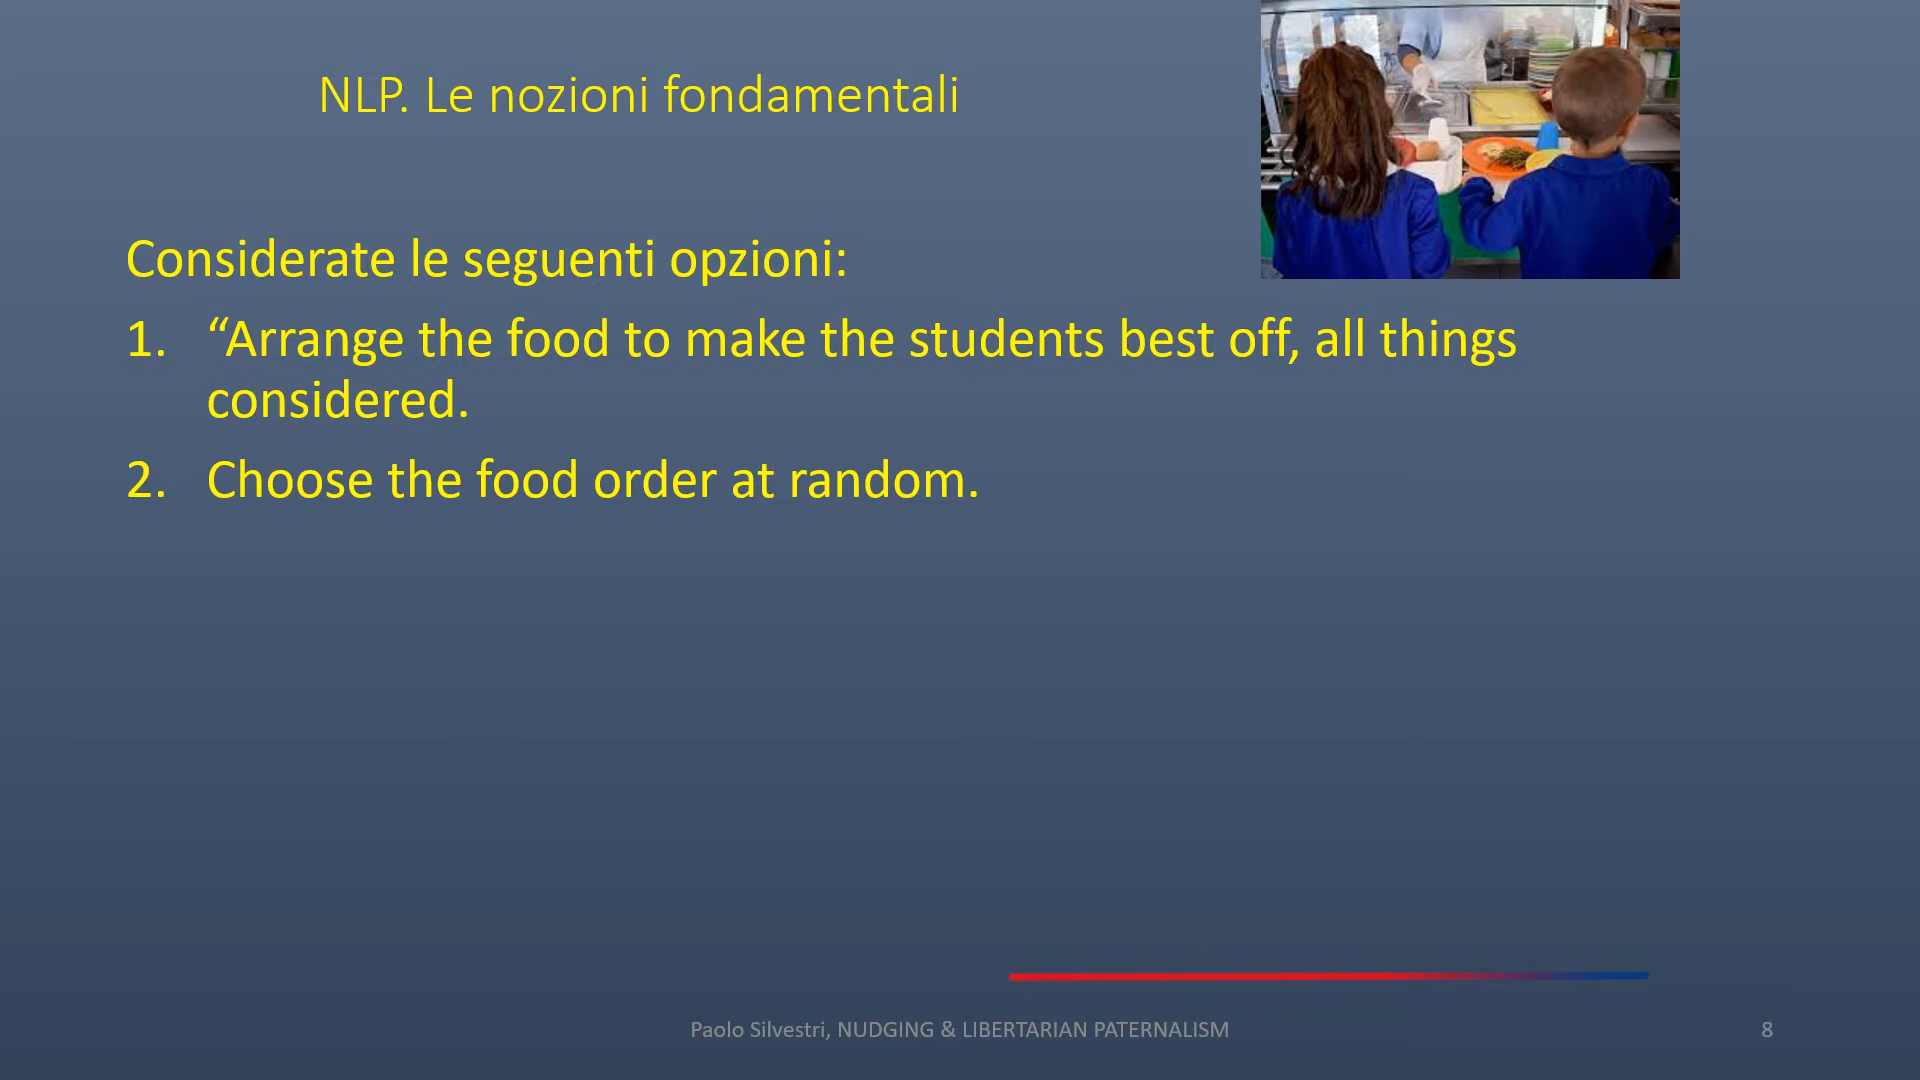 NLP. Le nozioni fondamentali
Considerate le seguenti opzioni:
1. “Arrange the food to make the students best off, all things
considered.
2. Choose the food order at random.
Paolo Silvestri, NUDGING & LIBERTARIAN PATERNALISM
8